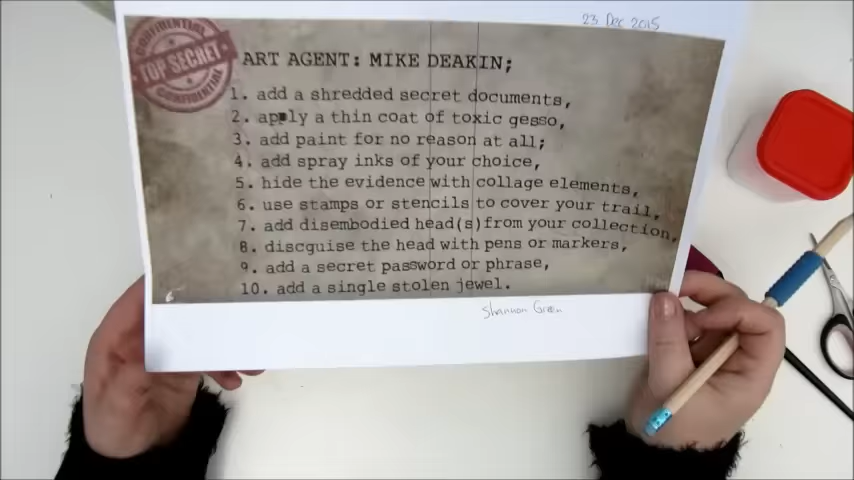 23 Dec 2015
CONFIDENTIAL
TOP SECRET
CONFIDENTIAL
ART AGENT: MIKE DEAKIN;
1. add a shredded secret documents,
2. apply a thin coat of toxic gesso,
3. add paint for no reason at all;
4. add spray inks of your choice,
5. hide the evidence with collage elements,
6. use stamps or stencils to cover your trail,
7. add disembodied head(s)from your collection,
8. discguise the head with pens or markers,
9. add a secret password or phrase,
10. add a single stolen jewel.
Shannon Green